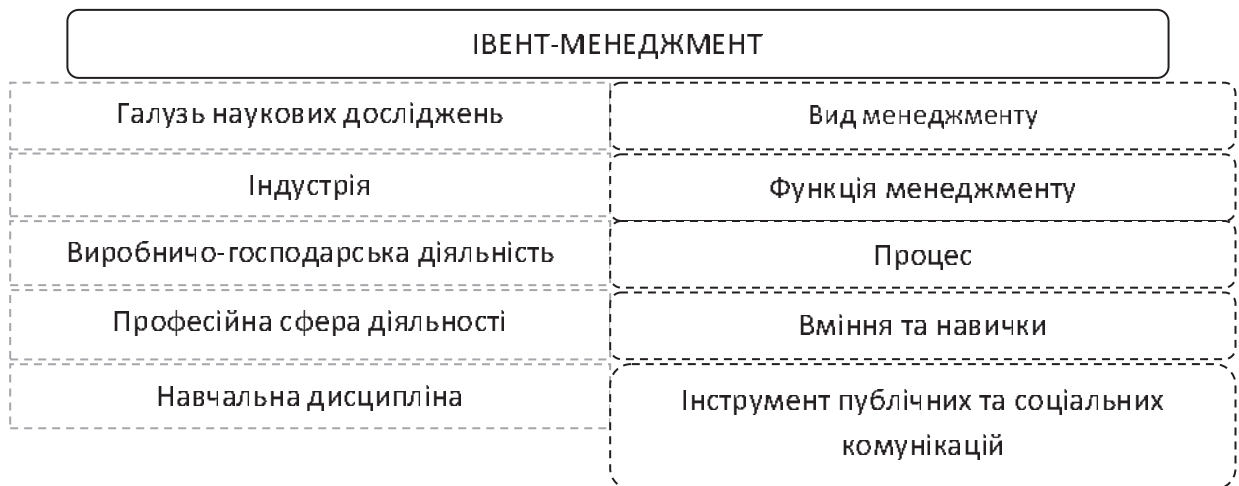 ІВЕНТ-МЕНЕДЖМЕНТ
Галузь наукових досліджень
Вид менеджменту
Індустрія
Функція менеджменту
Виробничо-господарська діяльність
Процес
Професійна сфера діяльності
Вміння та навички
Навчальна дисципліна
Інструмент публічних та соціальних
комунікацій